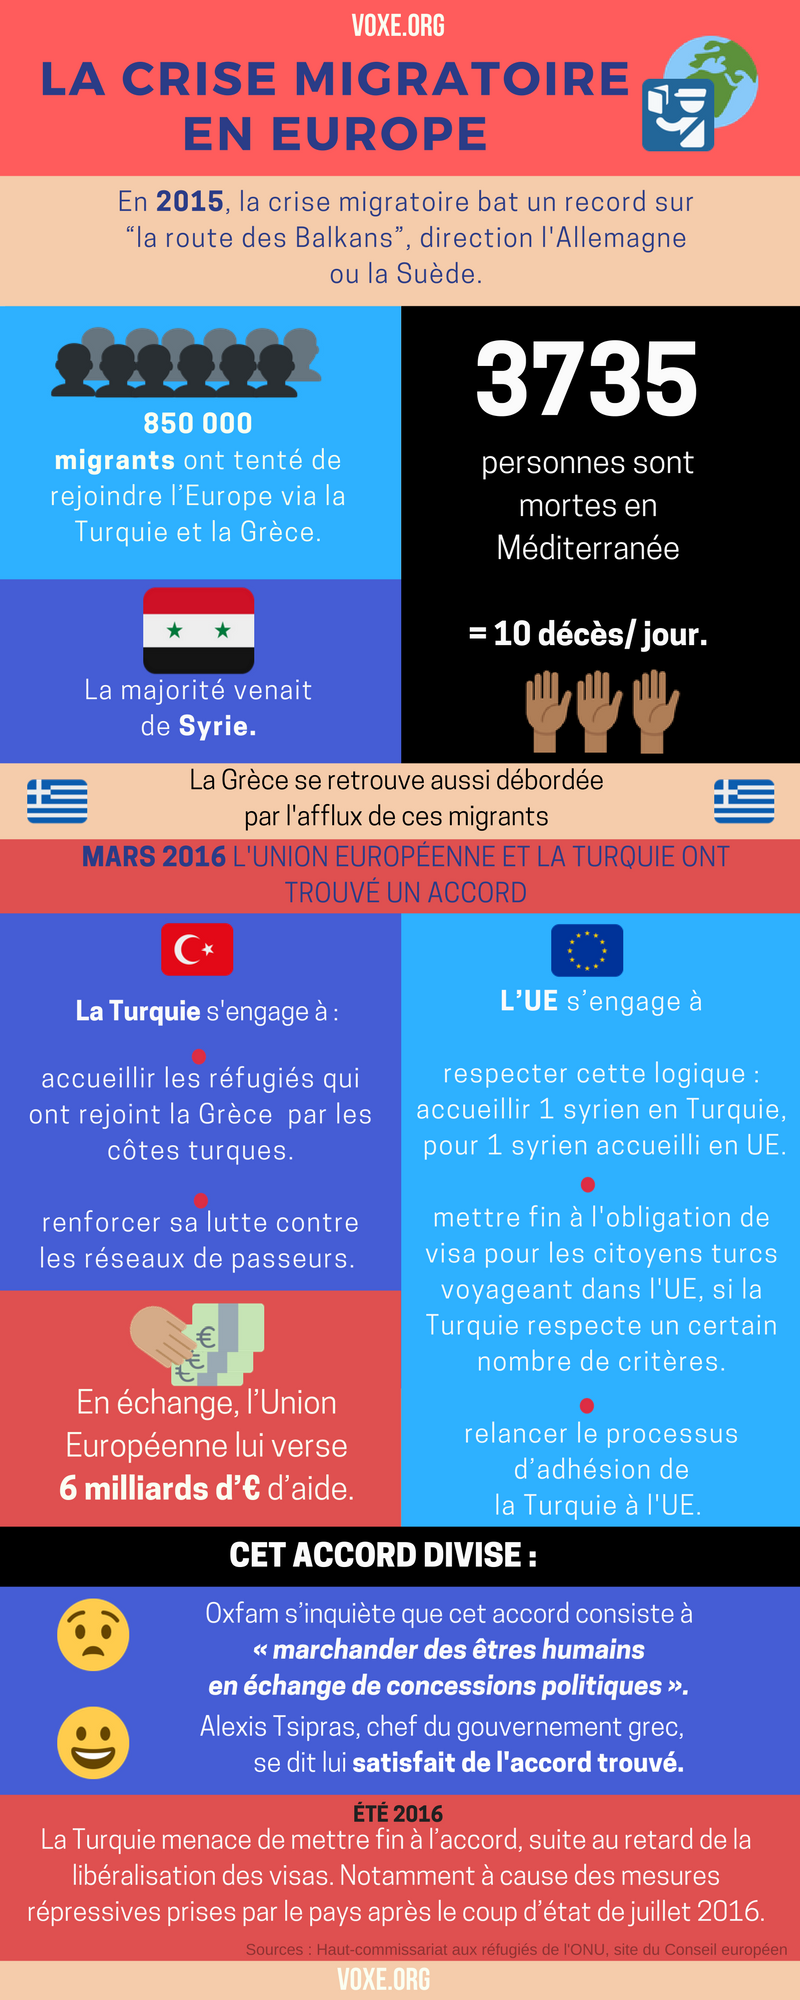 VOXE.ORG
LA CRISE MIGRATOIRE
EN EUROPE
En 2015, la crise migratoire bat un record sur
“la route des Balkans”, direction l'Allemagne
ou la Suède.
850 000
migrants ont tenté de
rejoindre l’Europe via la
Turquie et la Grèce.
3735
personnes sont
mortes en
Méditerranée
= 10 décès/ jour.
La majorité venait
de Syrie.
La Grèce se retrouve aussi débordée
par l'afflux de ces migrants
MARS 2016 L'UNION EUROPÉENNE ET LA TURQUIE ONT
TROUVÉ UN ACCORD
La Turquie s'engage à :
accueillir les réfugiés qui
ont rejoint la Grèce par les
côtes turques.
renforcer sa lutte contre
les réseaux de passeurs.
En échange, l’Union
Européenne lui verse
6 milliards d’€ d’aide.
L’UE s’engage à
respecter cette logique :
accueillir 1 syrien en Turquie,
pour 1 syrien accueilli en UE.
mettre fin à l'obligation de
visa pour les citoyens turcs
voyageant dans l'UE, si la
Turquie respecte un certain
nombre de critères.
relancer le processus
d’adhésion de
la Turquie à l'UE.
CET ACCORD DIVISE :
Oxfam s’inquiète que cet accord consiste à
« marchander des êtres humains
en échange de concessions politiques ».
Alexis Tsipras, chef du gouvernement grec,
se dit lui satisfait de l'accord trouvé.
ÉTÉ 2016
La Turquie menace de mettre fin à l’accord, suite au retard de la
libéralisation des visas. Notamment à cause des mesures
répressives prises par le pays après le coup d’état de juillet 2016.
Sources : Haut-commissariat aux réfugiés de l'ONU, site du Conseil européen
VOXE.ORG